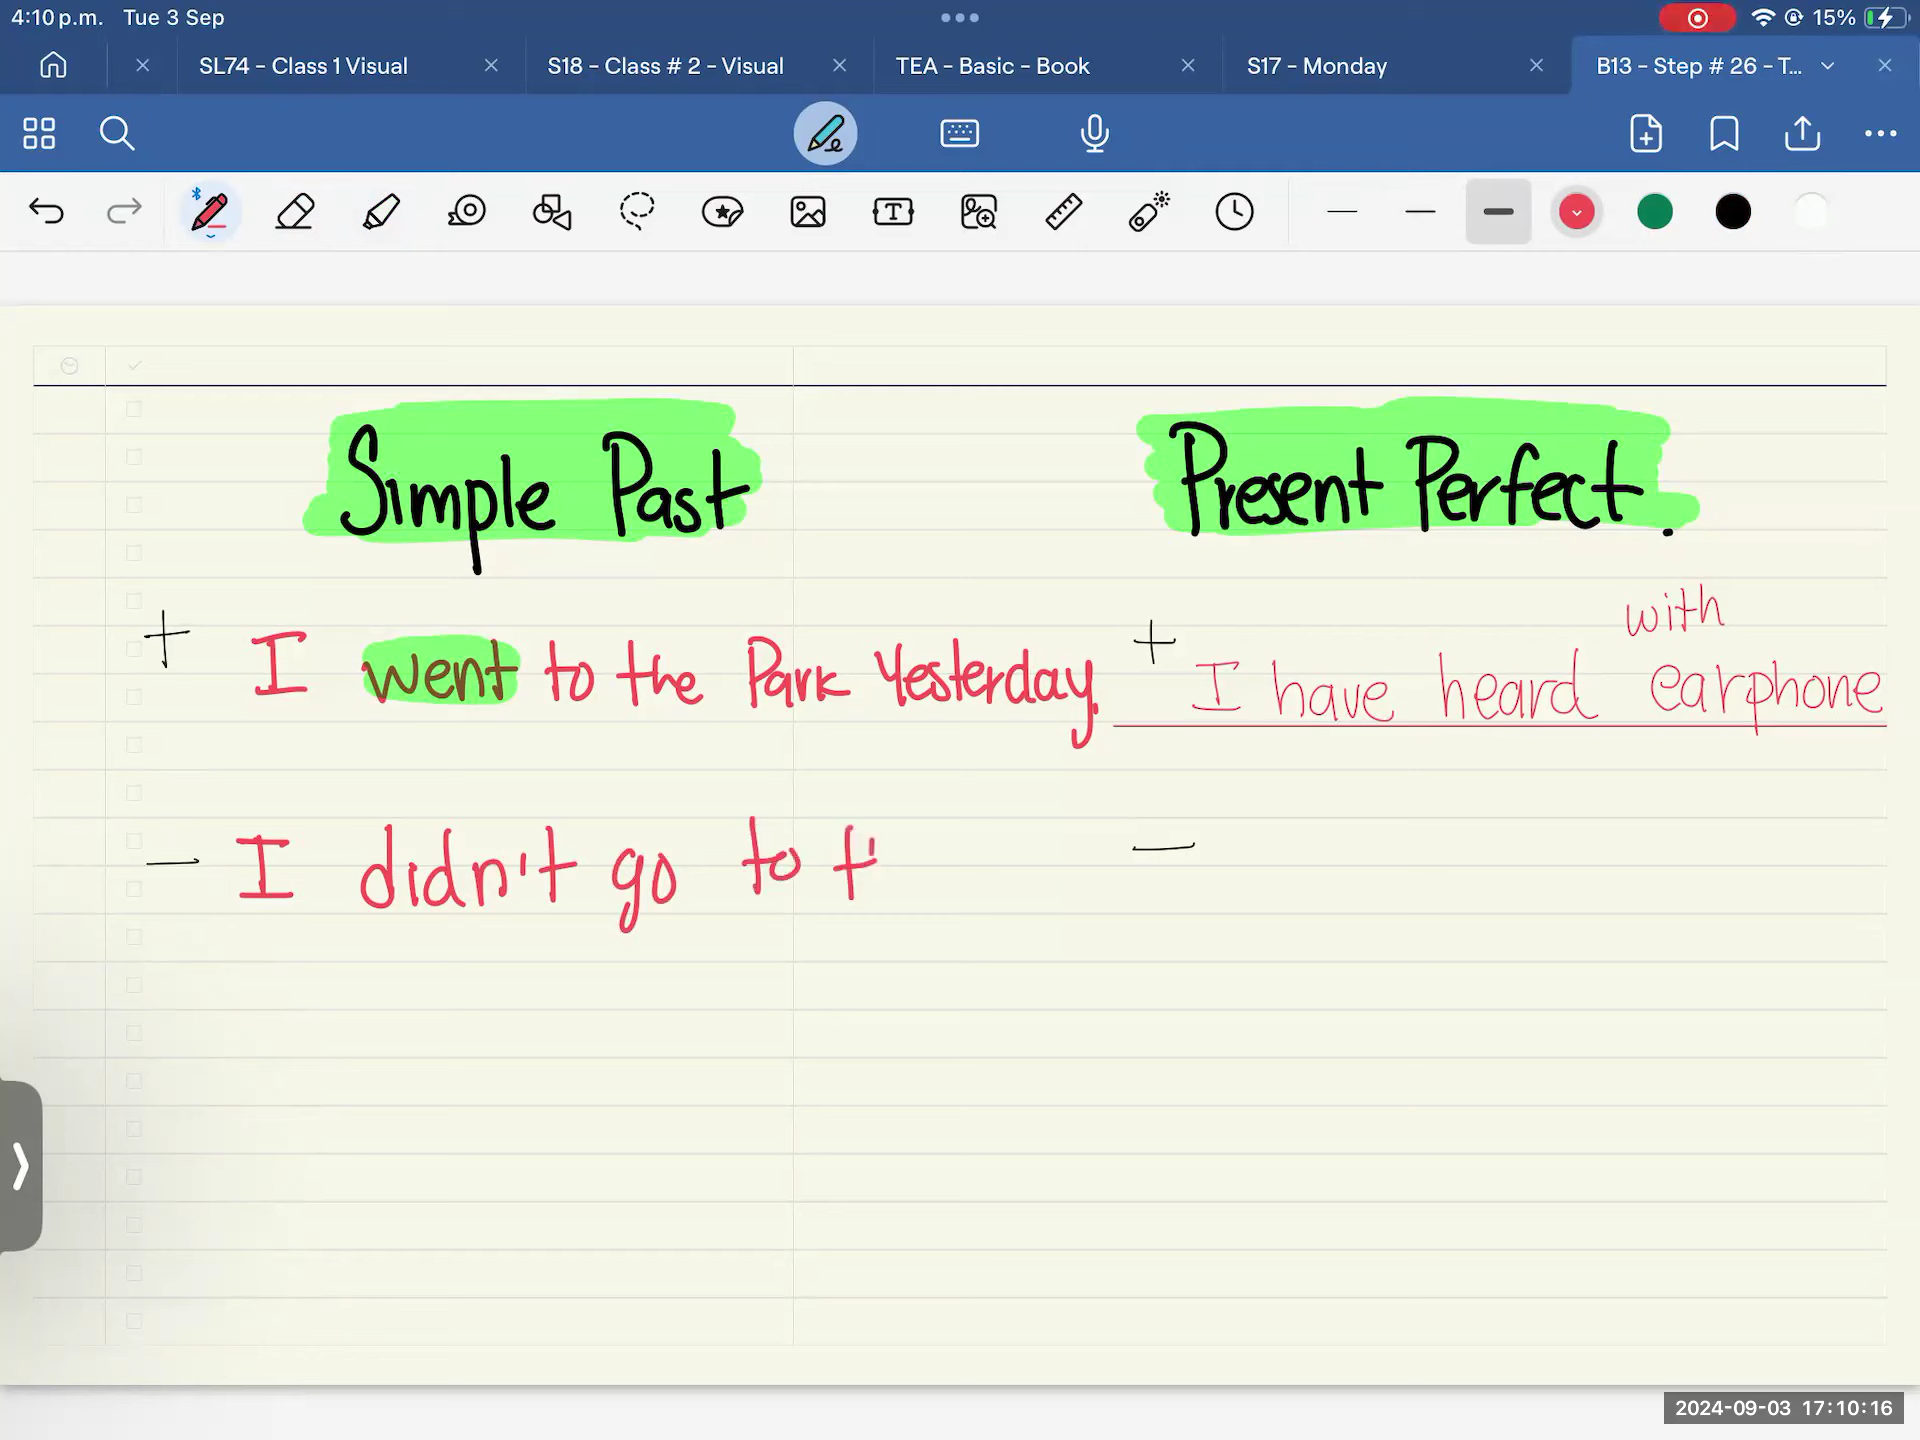 4:10 p.m. Tue 3 Sep 15%
SL74 - Class 1 Visual S18 - Class # 2 - Visual TEA - Basic - Book S17 - Monday B13 - Step # 26 - T...
Simple Past Present Perfect.
with
+ I went to the Park Yesterday. + I have heard earphone
- I didn't go to t' -
2024-09-03 17:10:16